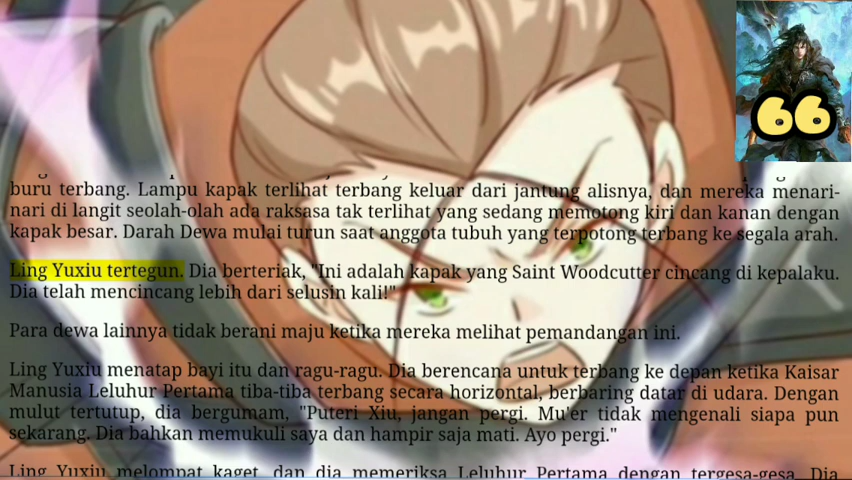 66
buru terbang. Lampu kapak terlihat terbang keluar dari jantung alisnya, dan mereka menari-
nari di langit seolah-olah ada raksasa tak terlihat yang sedang memotong kiri dan kanan dengan
kapak besar. Darah Dewa mulai turun saat anggota tubuh yang terpotong terbang ke segala arah.
Ling Yuxiu tertegun. Dia berteriak, "Ini adalah kapak yang Saint Woodcutter cincang di kepalaku.
Dia telah mencincang lebih dari selusin kali!"
Para dewa lainnya tidak berani maju ketika mereka melihat pemandangan ini.
Ling Yuxiu menatap bayi itu dan ragu-ragu. Dia berencana untuk terbang ke depan ketika Kaisar
Manusia Leluhur Pertama tiba-tiba terbang secara horizontal, berbaring datar di udara. Dengan
mulut tertutup, dia bergumam, "Puteri Xiu, jangan pergi. Mu'er tidak mengenali siapa pun
sekarang. Dia bahkan memukuli saya dan hampir saja mati. Ayo pergi."
Ling Yuxiu melompat kaget, dan dia memeriksa Leluhur Pertama dengan tergesa-gesa. Dia